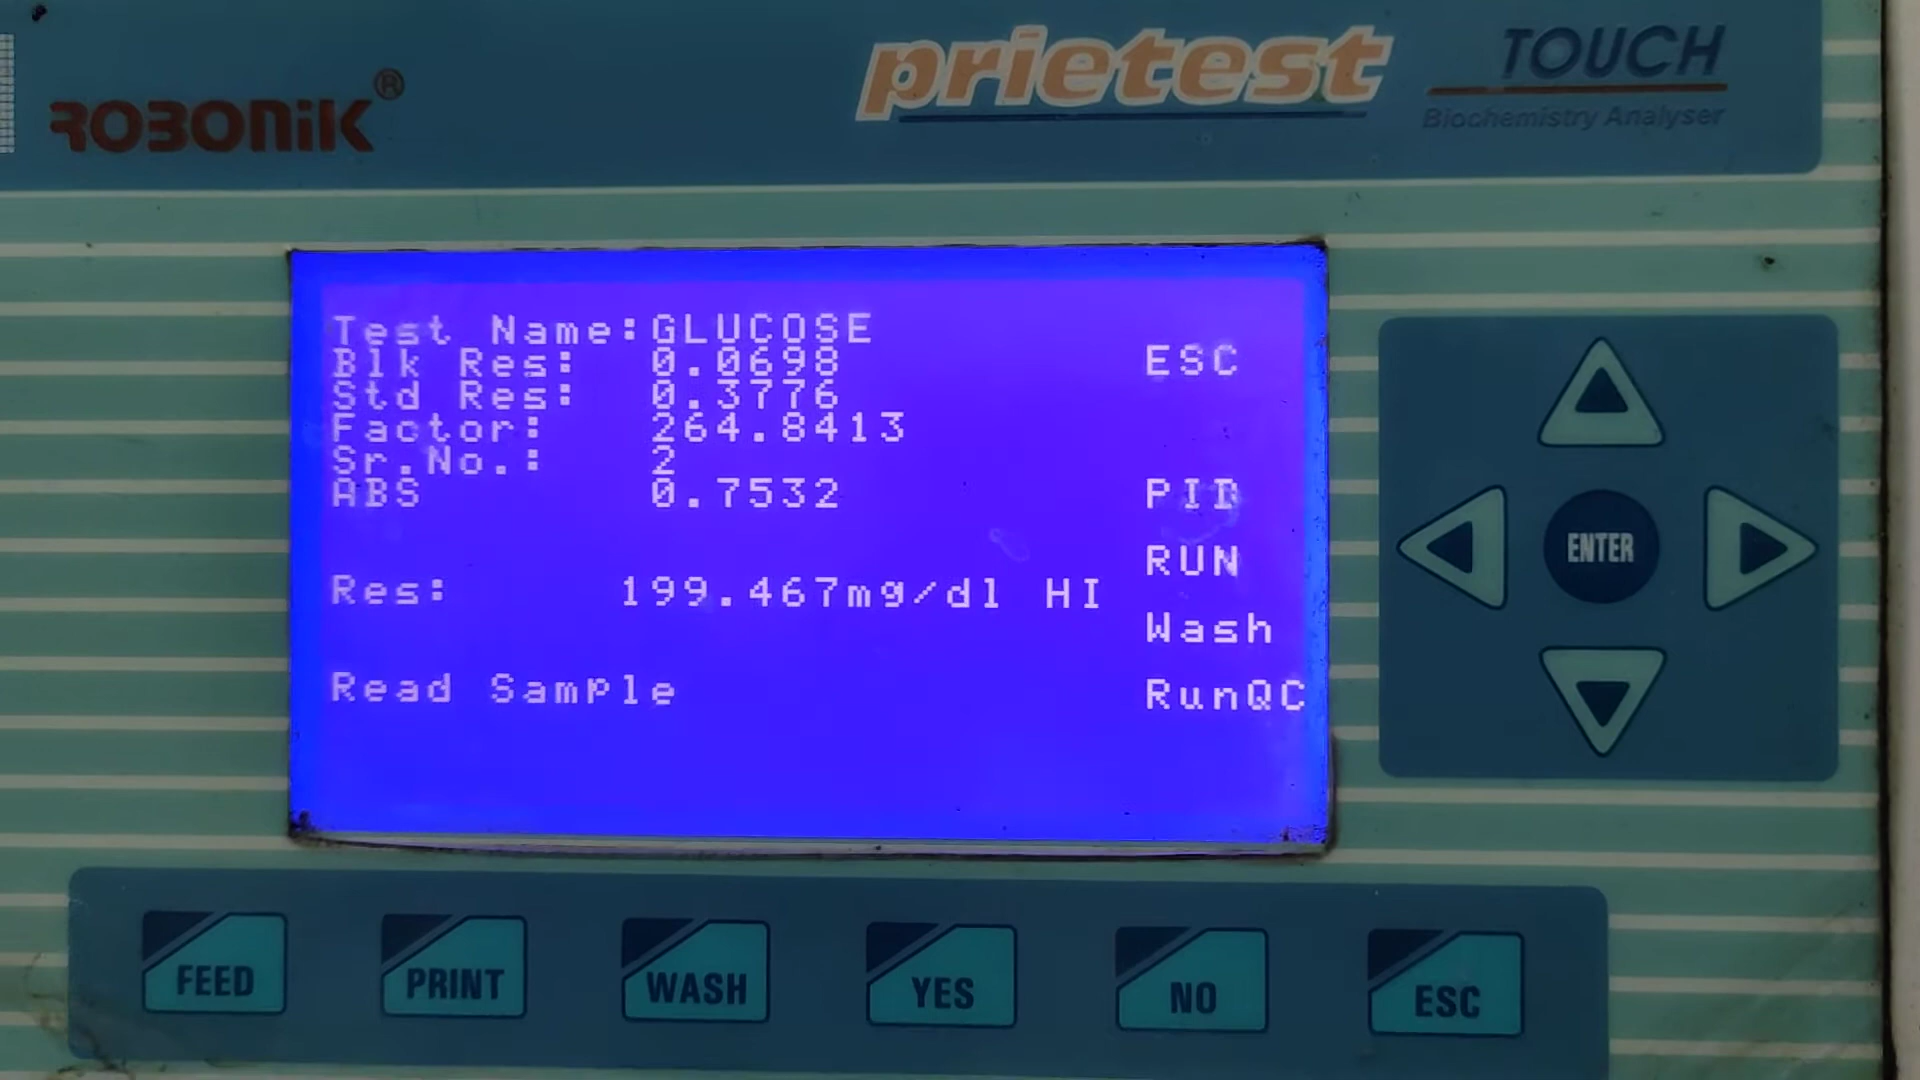 ROBONiK®
prietest
TOUCH
Biochemistry Analyser
Test Name:GLUCOSE
Blk Res: 0.0698
ESC
Std Res: 0.3776
Factor: 264.8413
Sr.No.: 2
ABS 0.7532
PID
RUN
Res: 199.467mg/dl HI
Wash
Read Sample
RunQC
ENTER
FEED
PRINT
WASH
YES
NO
ESC